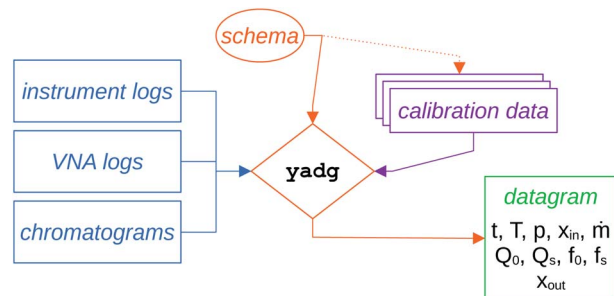 schema
instrument logs
calibration data
VNA logs
yadg
chromatograms
datagram
t, T, p, xin, ṁ
Q0, Qs, f0, fs
xout